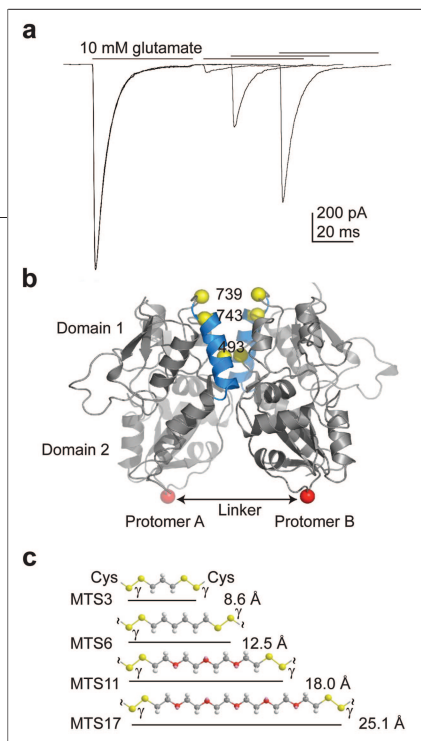 a
10 mM glutamate
200 pA
20 ms
b
739
743
493
Domain 1
Domain 2
Linker
Protomer A
Protomer B
c
Cys
Cys
γ
γ
MTS3
8.6 Å
γ
γ
MTS6
12.5 Å
γ
γ
MTS11
18.0 Å
γ
γ
MTS17
25.1 Å